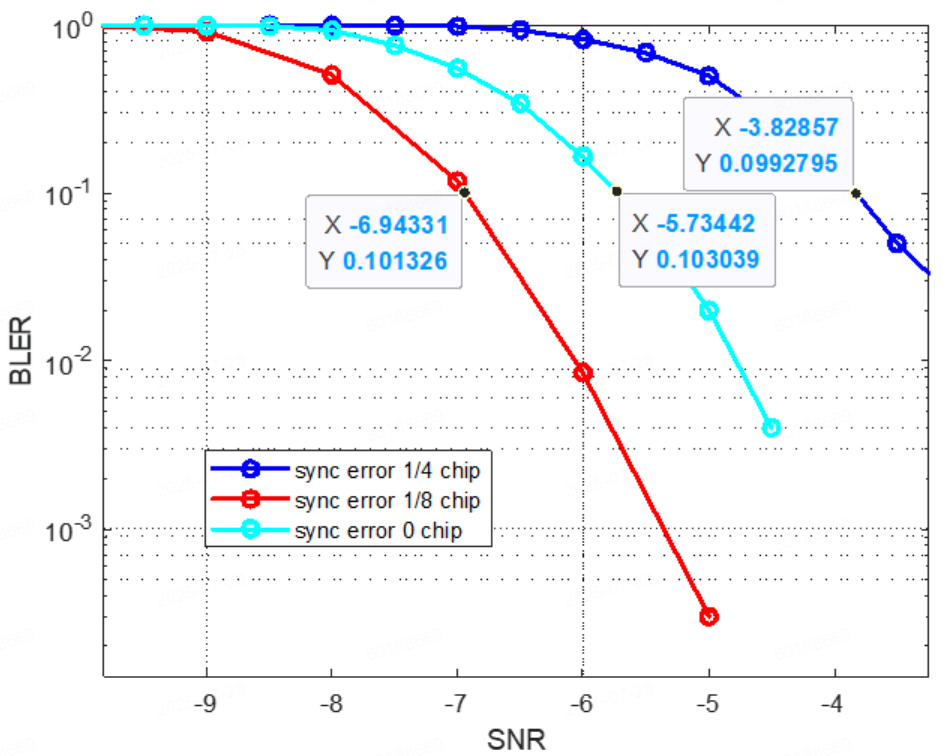 10^0
10^-1
10^-2
10^-3
BLER
X -3.82857
Y 0.0992795
X -6.94331
Y 0.101326
X -5.73442
Y 0.103039
sync error 1/4 chip
sync error 1/8 chip
sync error 0 chip
-9 -8 -7 -6 -5 -4
SNR